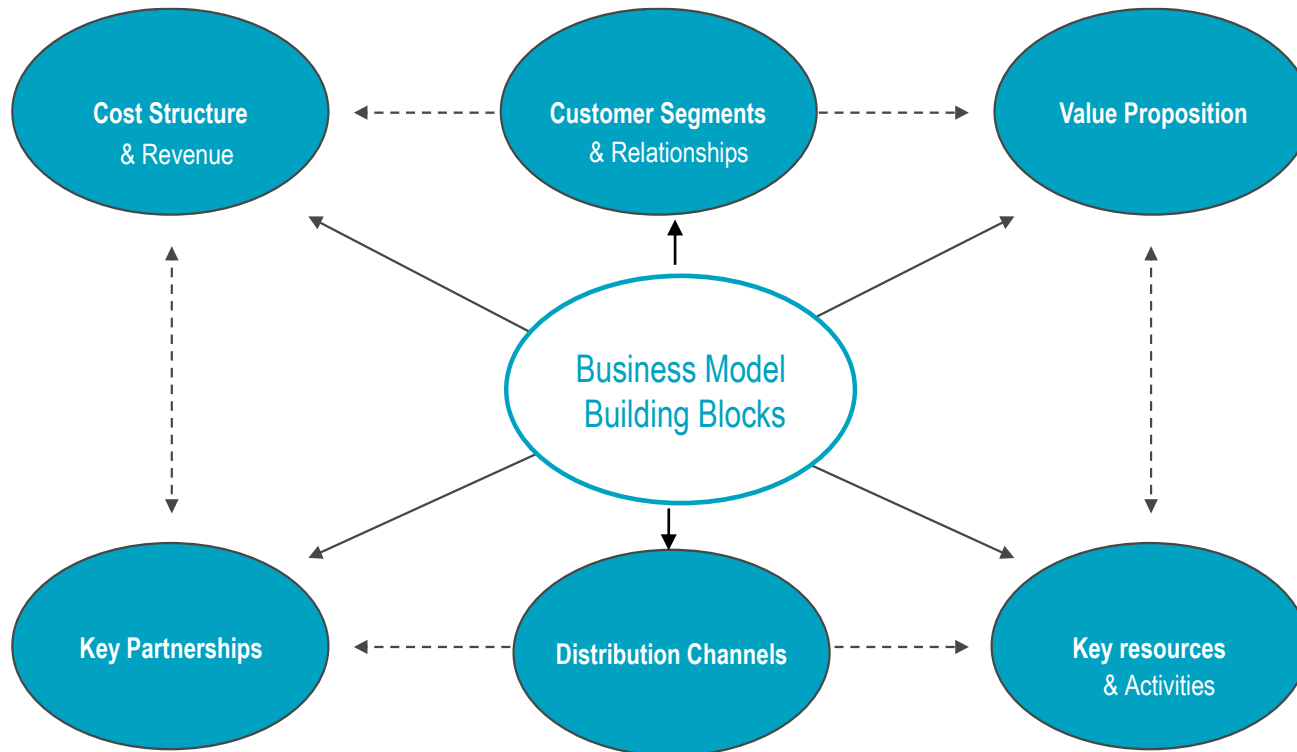 Cost Structure
& Revenue
Customer Segments
& Relationships
Value Proposition
Business Model
Building Blocks
Key Partnerships
Distribution Channels
Key resources
& Activities